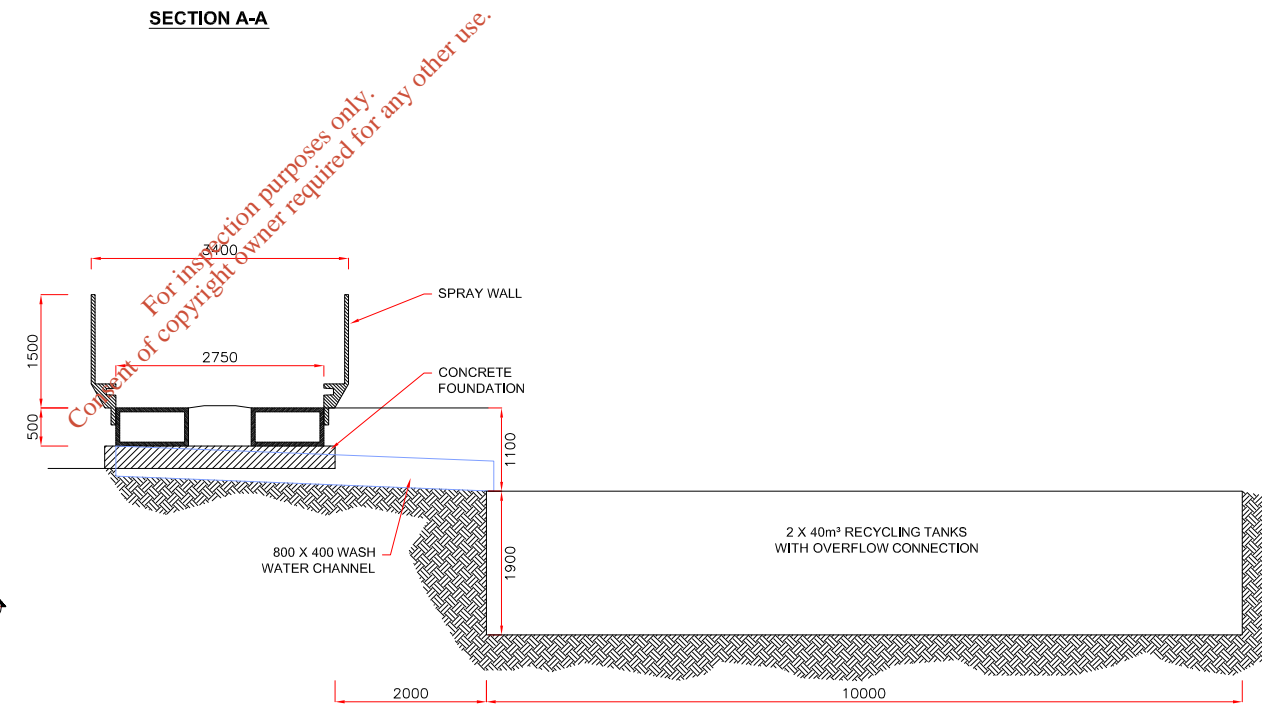 SECTION A-A
For inspection purposes only.
Consent of copyright owner required for any other use.
3400
SPRAY WALL
1500
2750
CONCRETE
FOUNDATION
500
1100
800 X 400 WASH
WATER CHANNEL
1900
2 X 40m³ RECYCLING TANKS
WITH OVERFLOW CONNECTION
2000
10000